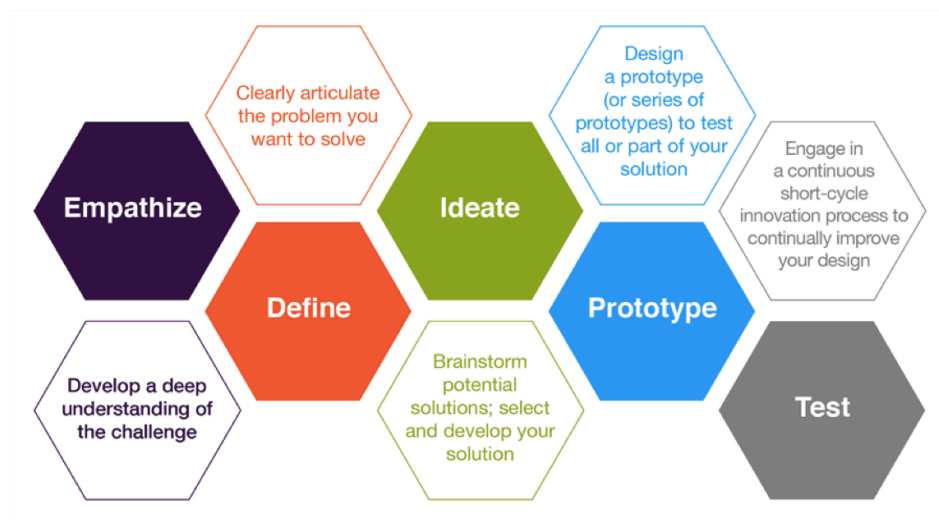 Empathize
Develop a deep
understanding of
the challenge
Clearly articulate
the problem you
want to solve
Define
Ideate
Brainstorm
potential
solutions; select
and develop your
solution
Design
a prototype
(or series of
prototypes) to test
all or part of your
solution
Prototype
Engage in
a continuous
short-cycle
innovation process to
continually improve
your design
Test